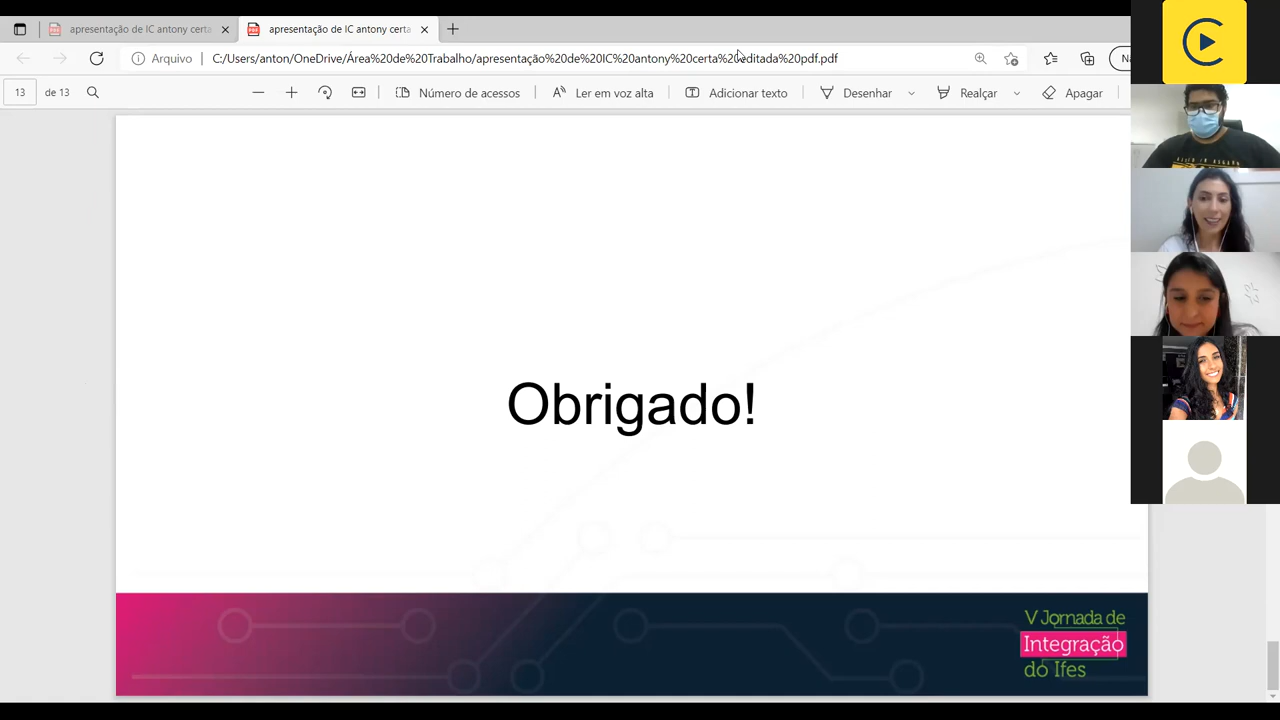 apresentação de IC antony certa
apresentação de IC antony certa
Arquivo
C:/Users/anton/OneDrive/Área%20de%20Trabalho/apresentação%20de%20IC%20antony%20certa%20editada%20pdf.pdf
13 de 13
Número de acessos
Ler em voz alta
Adicionar texto
Desenhar
Realçar
Apagar
Obrigado!
V Jornada de
Integração
do Ifes